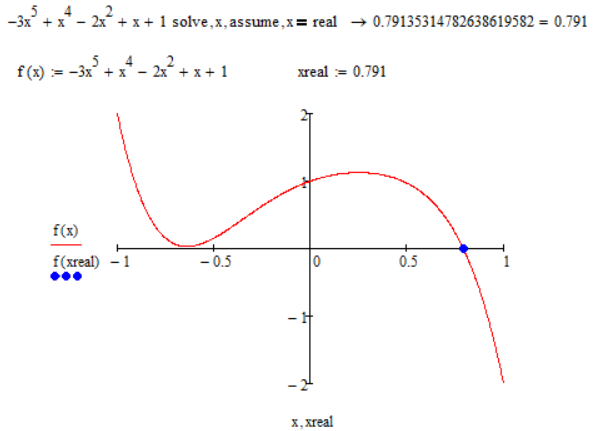 -3x^5 + x^4 - 2x^2 + x + 1 solve,x,assume,x = real → 0.79135314782638619582 = 0.791
f(x) := -3x^5 + x^4 - 2x^2 + x + 1 xreal := 0.791
2
1
f(x)
f(xreal) -1 -0.5 0 0.5 1
-1
-2
x,xreal